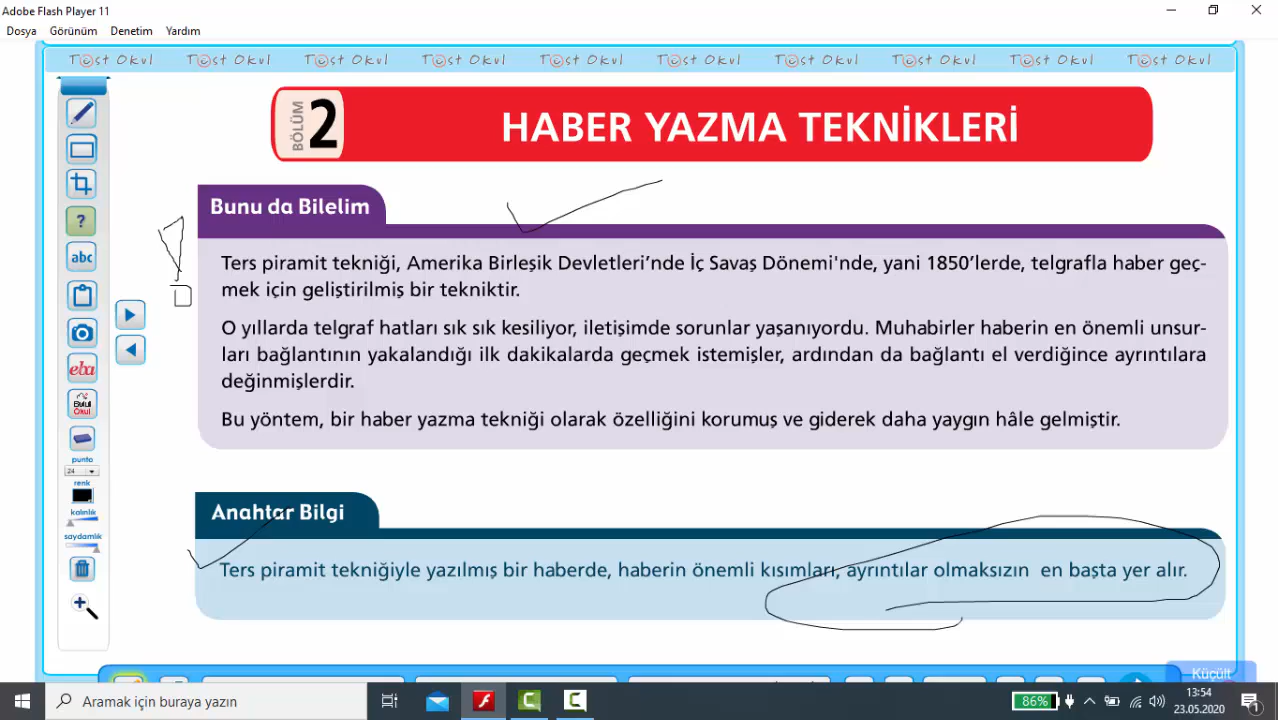 Adobe Flash Player 11
Dosya Görünüm Denetim Yardım
Test Okul Test Okul Test Okul Test Okul Test Okul Test Okul Test Okul Test Okul Test Okul Test Okul
BÖLÜM 2 HABER YAZMA TEKNİKLERİ
Bunu da Bilelim
Ters piramit tekniği, Amerika Birleşik Devletleri’nde İç Savaş Dönemi'nde, yani 1850’lerde, telgrafla haber geç-
mek için geliştirilmiş bir tekniktir.
O yıllarda telgraf hatları sık sık kesiliyor, iletişimde sorunlar yaşanıyordu. Muhabirler haberin en önemli unsur-
ları bağlantının yakalandığı ilk dakikalarda geçmek istemişler, ardından da bağlantı el verdiğince ayrıntılara
değinmişlerdir.
Bu yöntem, bir haber yazma tekniği olarak özelliğini korumuş ve giderek daha yaygın hâle gelmiştir.
Anahtar Bilgi
Ters piramit tekniğiyle yazılmış bir haberde, haberin önemli kısımları, ayrıntılar olmaksızın en başta yer alır.
?
abc
eba
Bulut
Okul
punto
24
renk
kalınlık
saydamlık
Küçült
Aramak için buraya yazın
86%
13:54
23.05.2020
1